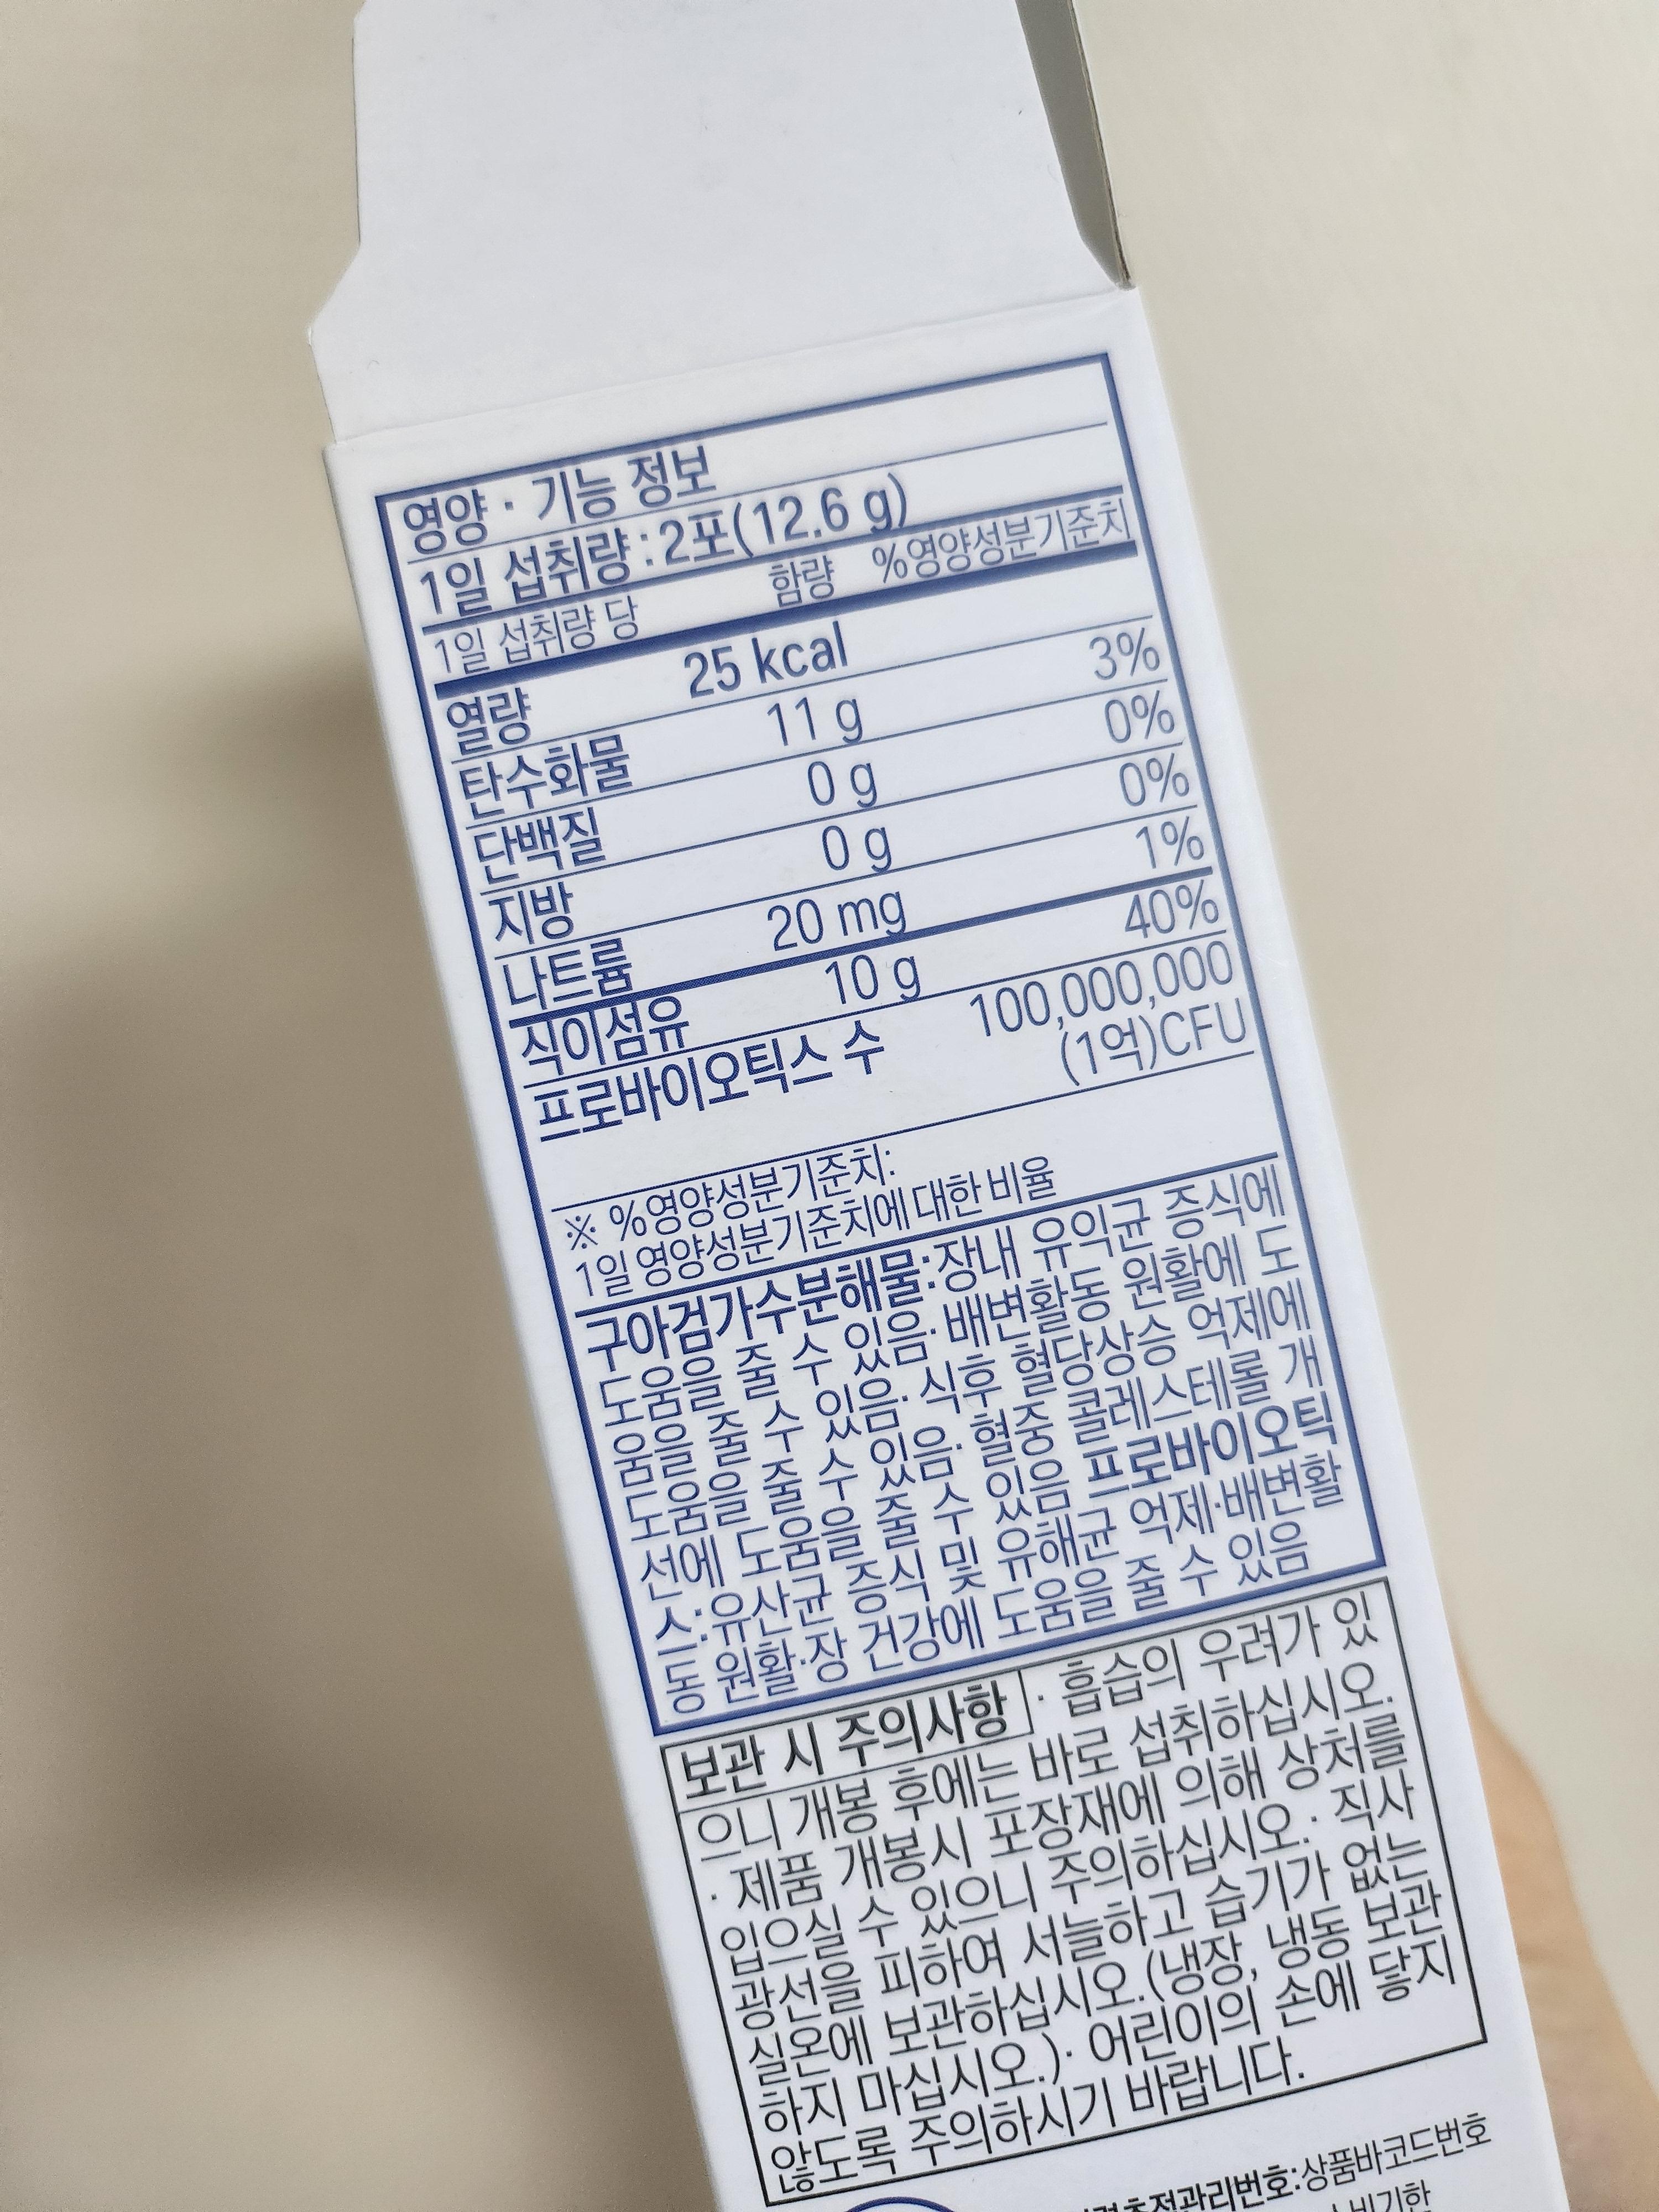 영양·기능 정보
1일 섭취량:2포(12.6 g)
1일 섭취량 당 함량 %영양성분기준치
열량 25 kcal
탄수화물 11 g 3%
단백질 0 g 0%
지방 0 g 0%
나트륨 20 mg 1%
식이섬유 10 g 40%
프로바이오틱스 수 100,000,000
(1억)CFU
※ %영양성분기준치:
1일 영양성분기준치에 대한 비율
구아검가수분해물:장내 유익균 증식에
도움을 줄 수 있음·배변활동 원활에 도
움을 줄 수 있음·식후 혈당상승 억제에
도움을 줄 수 있음·혈중 콜레스테롤 개
선에 도움을 줄 수 있음 프로바이오틱
스:유산균 증식 및 유해균 억제·배변활
동 원활·장 건강에 도움을 줄 수 있음
보관 시 주의사항 · 흡습의 우려가 있
으니 개봉 후에는 바로 섭취하십시오.
· 제품 개봉시 포장재에 의해 상처를
입으실 수 있으니 주의하십시오.· 직사
광선을 피하여 서늘하고 습기가 없는
실온에 보관하십시오.(냉장, 냉동 보관
하지 마십시오.)· 어린이의 손에 닿지
않도록 주의하시기 바랍니다.
추적관리번호:상품바코드번호